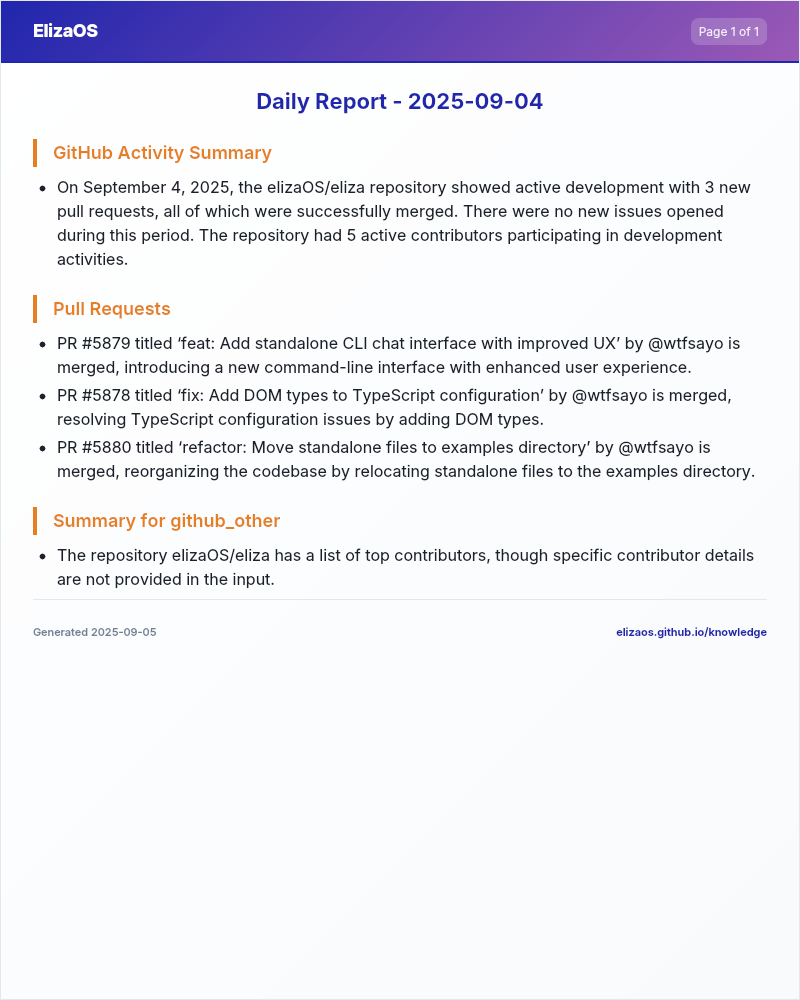 ElizaOS
Page 1 of 1
Daily Report - 2025-09-04
GitHub Activity Summary
• On September 4, 2025, the elizaOS/eliza repository showed active development with 3 new
pull requests, all of which were successfully merged. There were no new issues opened
during this period. The repository had 5 active contributors participating in development
activities.
Pull Requests
• PR #5879 titled ‘feat: Add standalone CLI chat interface with improved UX’ by @wtfsayo is
merged, introducing a new command-line interface with enhanced user experience.
• PR #5878 titled ‘fix: Add DOM types to TypeScript configuration’ by @wtfsayo is merged,
resolving TypeScript configuration issues by adding DOM types.
• PR #5880 titled ‘refactor: Move standalone files to examples directory’ by @wtfsayo is
merged, reorganizing the codebase by relocating standalone files to the examples directory.
Summary for github_other
• The repository elizaOS/eliza has a list of top contributors, though specific contributor details
are not provided in the input.
Generated 2025-09-05
elizaos.github.io/knowledge